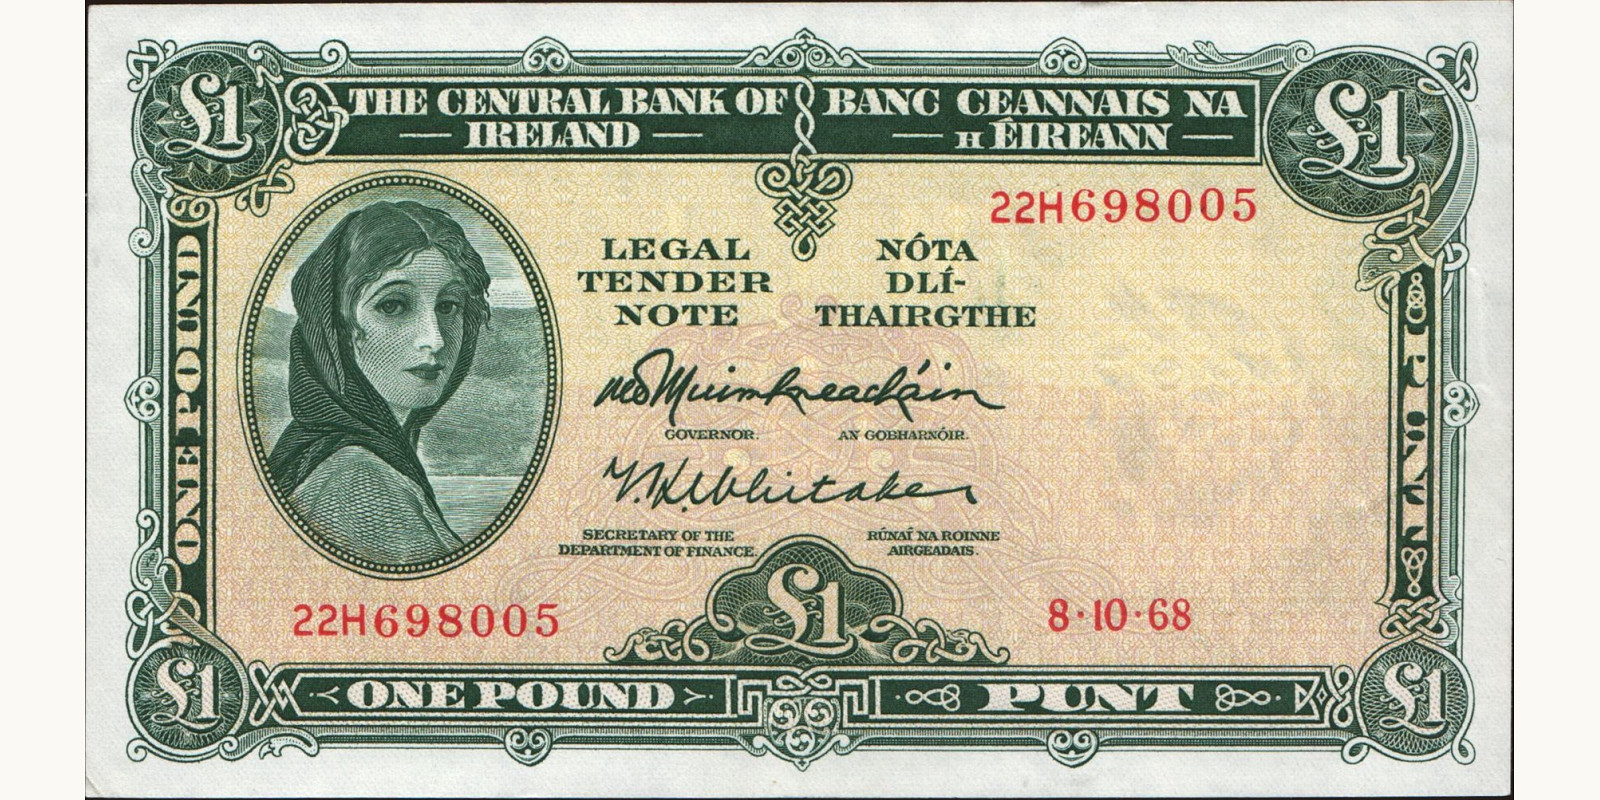 £1
THE CENTRAL BANK OF
IRELAND
BANC CEANNAIS NA
H ÉIREANN
£1
22H698005
LEGAL
TENDER
NOTE
NÓTA
DLÍ-
THAIRGTHE
ONE POUND
PUNT
GOVERNOR.
AN GOBHARNÓIR.
T. K. Whitaker
SECRETARY OF THE
DEPARTMENT OF FINANCE.
RÚNAÍ NA ROINNE
AIRGEADAIS.
22H698005
£1
8·10·68
£1
ONE POUND
PUNT
£1